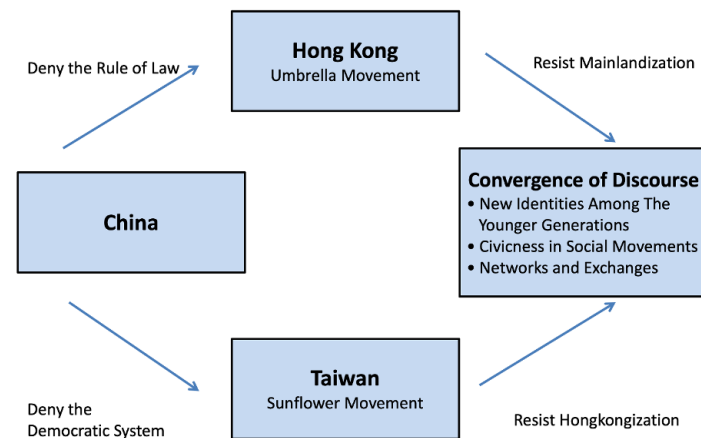 Hong Kong
Umbrella Movement
Deny the Rule of Law
Resist Mainlandization
China
Convergence of Discourse
• New Identities Among The
Younger Generations
• Civicness in Social Movements
• Networks and Exchanges
Taiwan
Sunflower Movement
Deny the
Democratic System
Resist Hongkongization